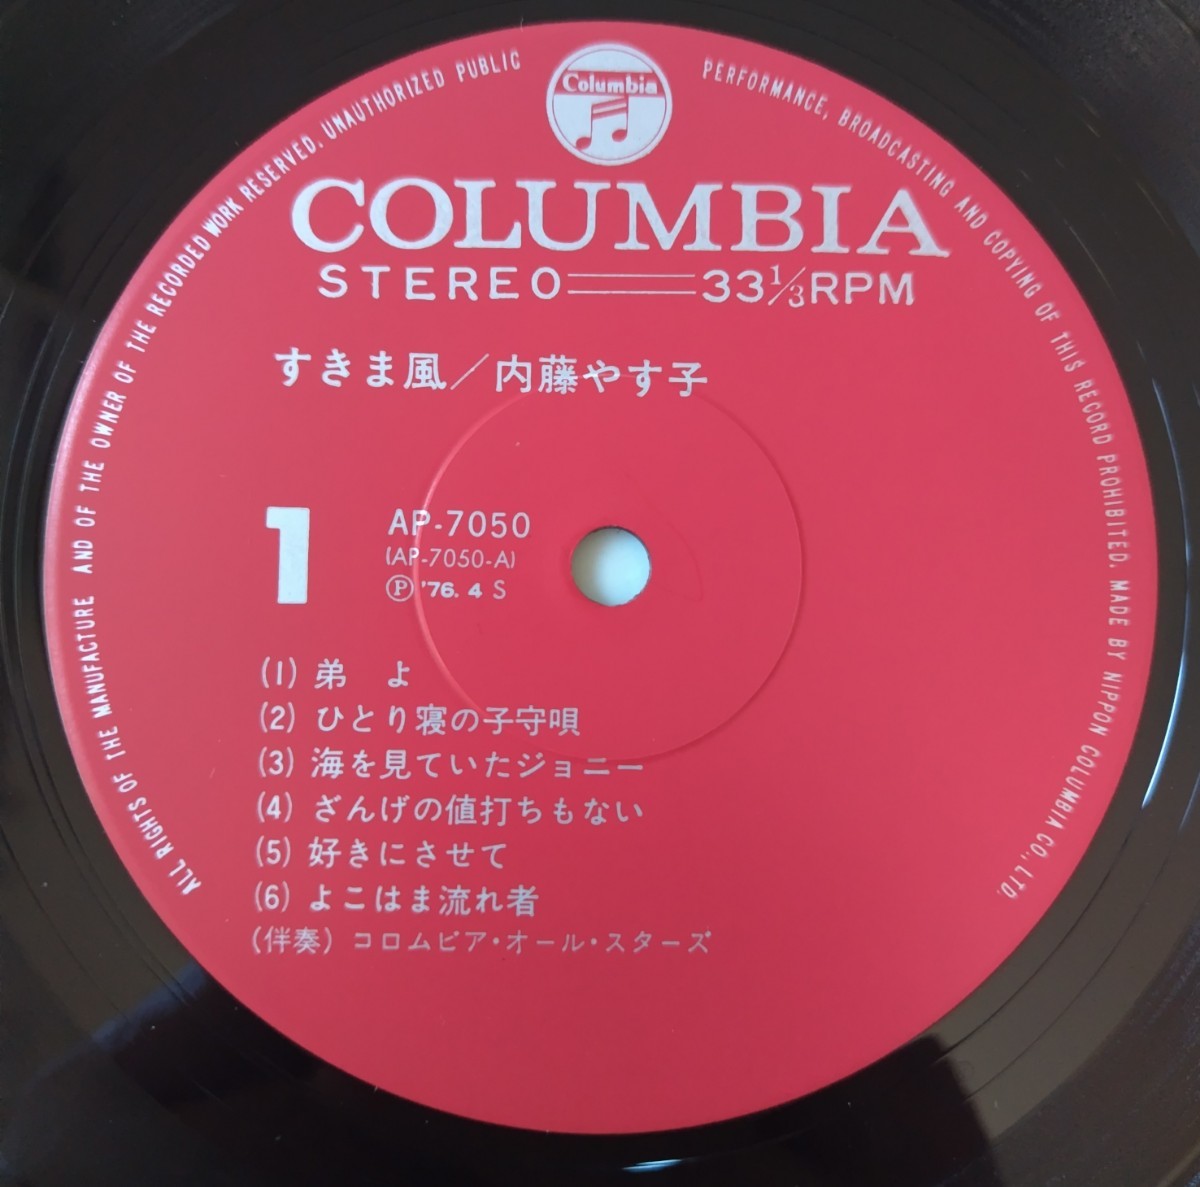 ALL RIGHTS OF THE MANUFACTURE AND OF THE OWNER OF THE RECORDED WORK RESERVED, UNAUTHORIZED PUBLIC PERFORMANCE, BROADCASTING AND COPYING OF THIS RECORD PROHIBITED. MADE BY NIPPON COLUMBIA CO., LTD.
Columbia
COLUMBIA
STEREO 33⅓RPM
すきま風／内藤やす子
1
AP-7050
(AP-7050-A)
Ⓟ '76. 4 S
(1) 弟 よ
(2) ひとり寝の子守唄
(3) 海を見ていたジョニー
(4) ざんげの値打ちもない
(5) 好きにさせて
(6) よこはま流れ者
(伴奏) コロムビア・オール・スターズ